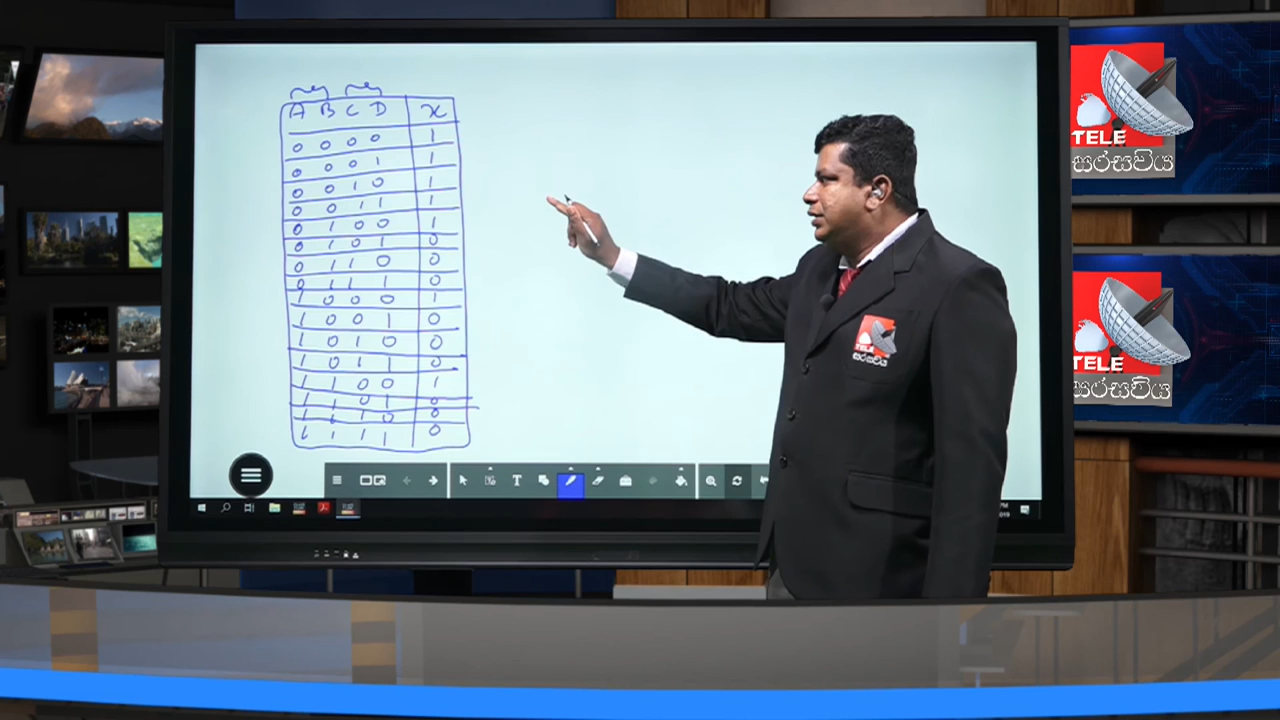 A B C D x
0 0 0 0 1
0 0 0 1 1
0 0 1 0 1
0 0 1 1 1
0 1 0 0 1
0 1 0 1 0
0 1 1 0 0
0 1 1 1 0
1 0 0 0 1
1 0 0 1 0
1 0 1 0 0
1 0 1 1 0
1 1 0 0 1
1 1 0 1 0
1 1 1 0 0
1 1 1 1 0
TELE
සරසවිය
TELE
සරසවිය
TELE
සරසවිය